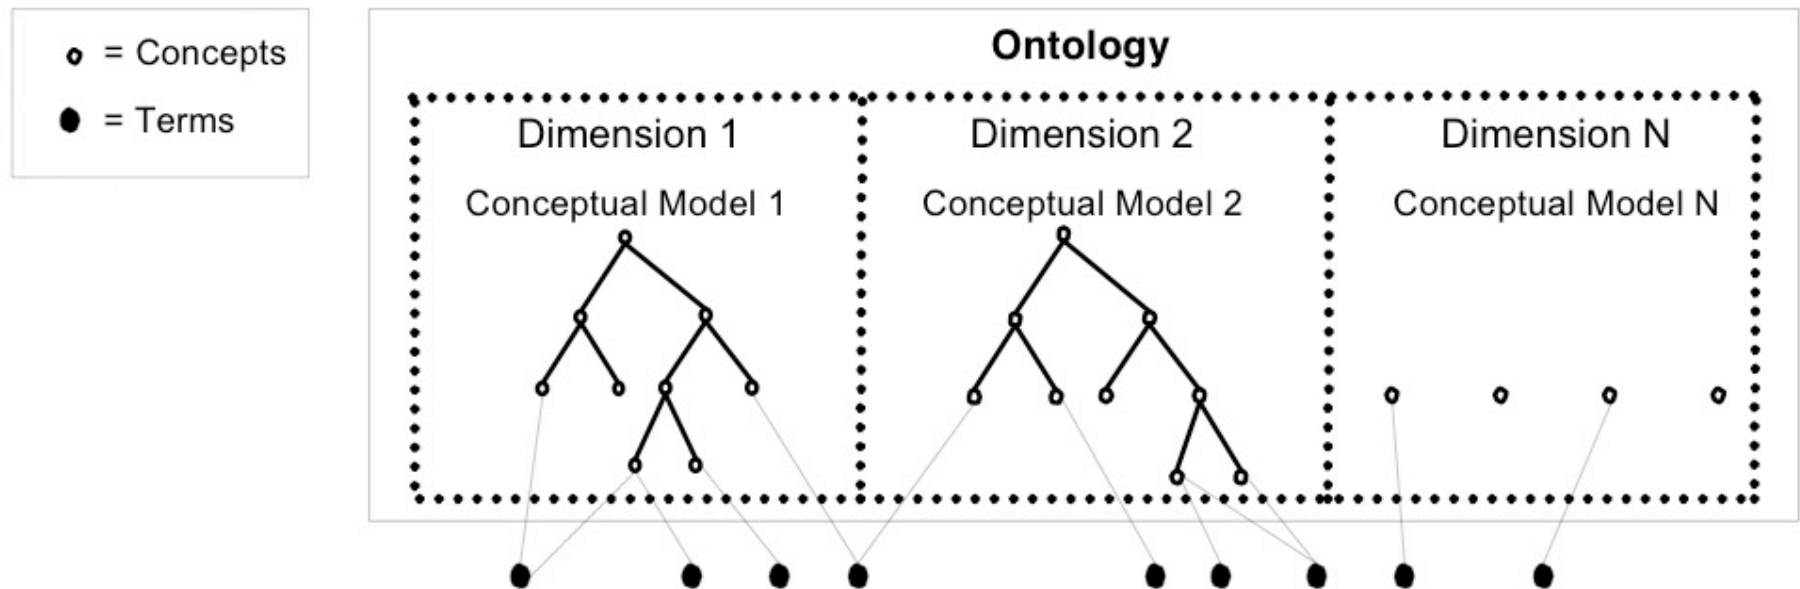 = Concepts
= Terms
Ontology
Dimension 1
Dimension 2
Dimension N
Conceptual Model 1
Conceptual Model 2
Conceptual Model N